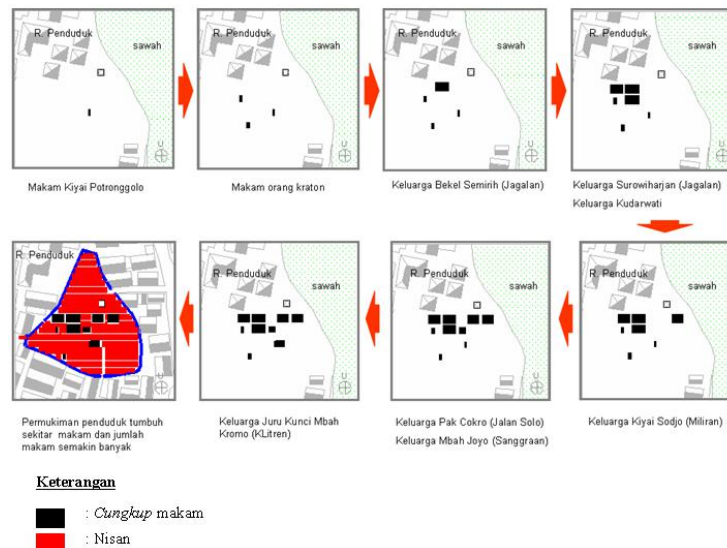 R. Penduduk
sawah
U
Makam Kiyai Potronggolo
R. Penduduk
sawah
U
Makam orang kraton
R. Penduduk
sawah
U
Keluarga Bekel Semirih (Jagalan)
R. Penduduk
sawah
U
Keluarga Surowiharjan (Jagalan)
Keluarga Kudarwati
R. Penduduk
sawah
U
Keluarga Kiyai Sodjo (Miliran)
R. Penduduk
sawah
U
Keluarga Pak Cokro (Jalan Solo)
Keluarga Mbah Joyo (Sanggraan)
R. Penduduk
sawah
U
Keluarga Juru Kunci Mbah
Kromo (KLitren)
R. Penduduk
U
Permukiman penduduk tumbuh
sekitar makam dan jumlah
makam semakin banyak
Keterangan
: Cungkup makam
: Nisan